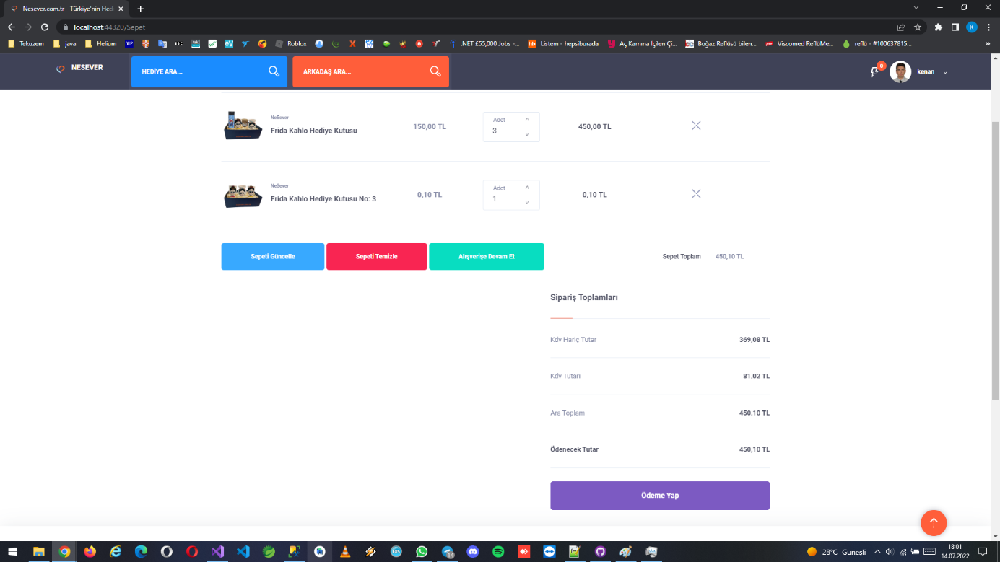 Nesever.com.tr - Türkiye'nin Hed
localhost:44320/Sepet
K
Tekuzem
java
Helium
Roblox
.NET £55,000 Jobs -...
Listem - hepsiburada
Aç Karnına İçilen Çi...
Boğaz Reflüsü bilen...
Viscomed RefluMe...
reflü - #100637815...
NESEVER
HEDİYE ARA...
ARKADAŞ ARA...
0
kenan
NeSever
Frida Kahlo Hediye Kutusu
150,00 TL
Adet
3
450,00 TL
NeSever
Frida Kahlo Hediye Kutusu No: 3
0,10 TL
Adet
1
0,10 TL
Sepeti Güncelle
Sepeti Temizle
Alışverişe Devam Et
Sepet Toplam
450,10 TL
Sipariş Toplamları
Kdv Hariç Tutar
369,08 TL
Kdv Tutarı
81,02 TL
Ara Toplam
450,10 TL
Ödenecek Tutar
450,10 TL
Ödeme Yap
28°C Güneşli
18:01
14.07.2022